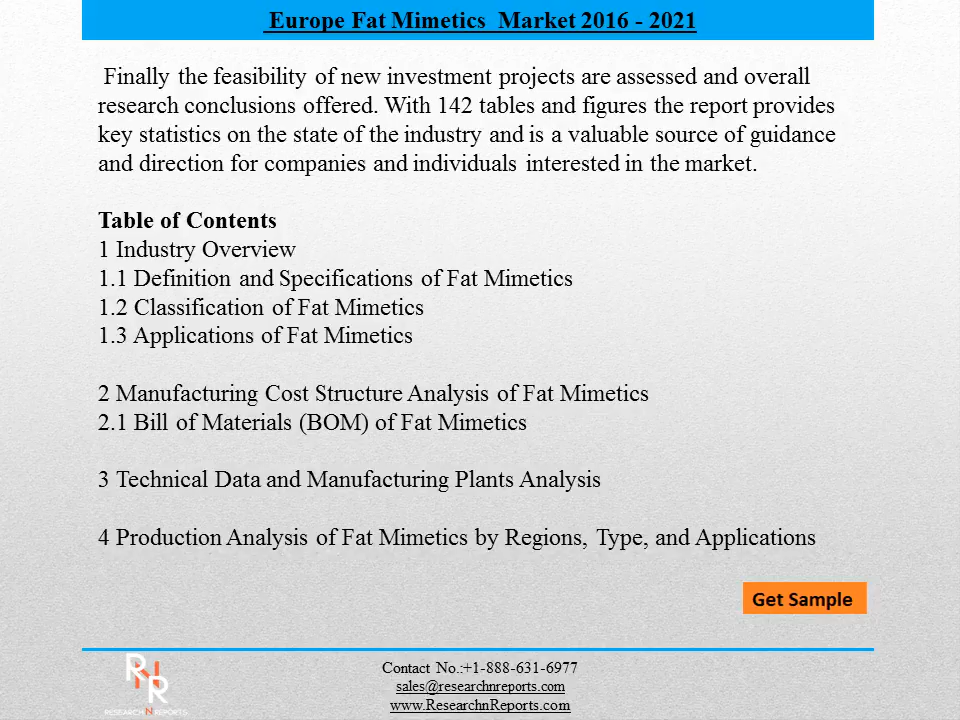 Europe Fat Mimetics Market 2016 - 2021
Finally the feasibility of new investment projects are assessed and overall
research conclusions offered. With 142 tables and figures the report provides
key statistics on the state of the industry and is a valuable source of guidance
and direction for companies and individuals interested in the market.
Table of Contents
1 Industry Overview
1.1 Definition and Specifications of Fat Mimetics
1.2 Classification of Fat Mimetics
1.3 Applications of Fat Mimetics
2 Manufacturing Cost Structure Analysis of Fat Mimetics
2.1 Bill of Materials (BOM) of Fat Mimetics
3 Technical Data and Manufacturing Plants Analysis
4 Production Analysis of Fat Mimetics by Regions, Type, and Applications
Get Sample
RNR
RESEARCH N REPORTS
Contact No.:+1-888-631-6977
sales@researchnreports.com
www.ResearchnReports.com